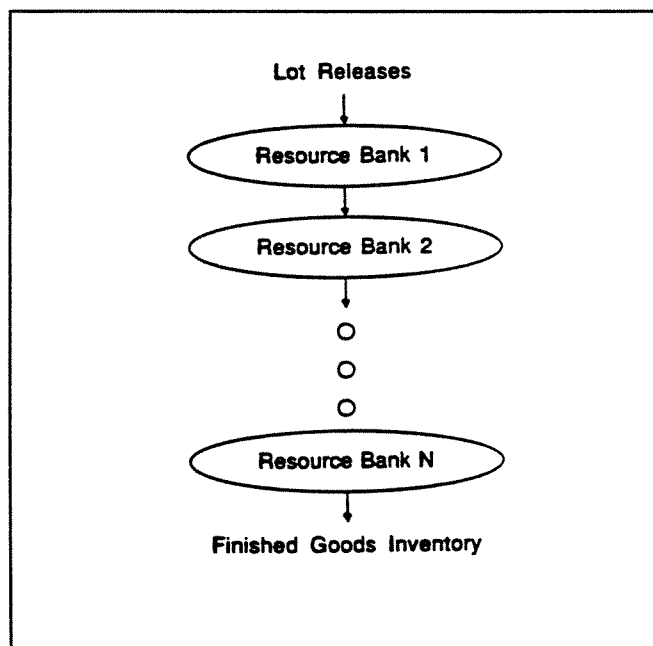 Lot Releases
Resource Bank 1
Resource Bank 2
Resource Bank N
Finished Goods Inventory